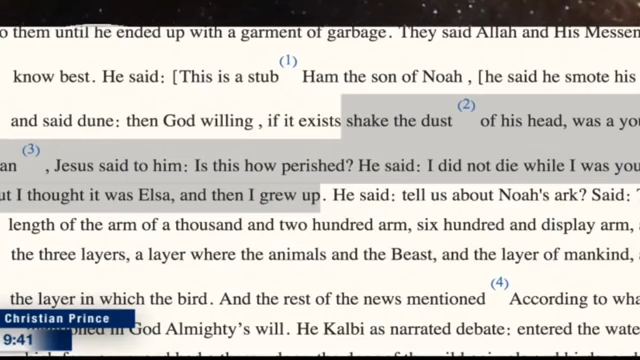 o them until he ended up with a garment of garbage. They said Allah and His Messen
know best. He said: [This is a stub (1) Ham the son of Noah , [he said he smote his
and said dune: then God willing , if it exists shake the dust (2) of his head, was a you
an (3) , Jesus said to him: Is this how perished? He said: I did not die while I was you
ut I thought it was Elsa, and then I grew up. He said: tell us about Noah's ark? Said:
length of the arm of a thousand and two hundred arm, six hundred and display arm,
the three layers, a layer where the animals and the Beast, and the layer of mankind,
the layer in which the bird. And the rest of the news mentioned (4) According to wha
Christian Prince
in God Almighty's will. He Kalbi as narrated debate: entered the wate
9:41